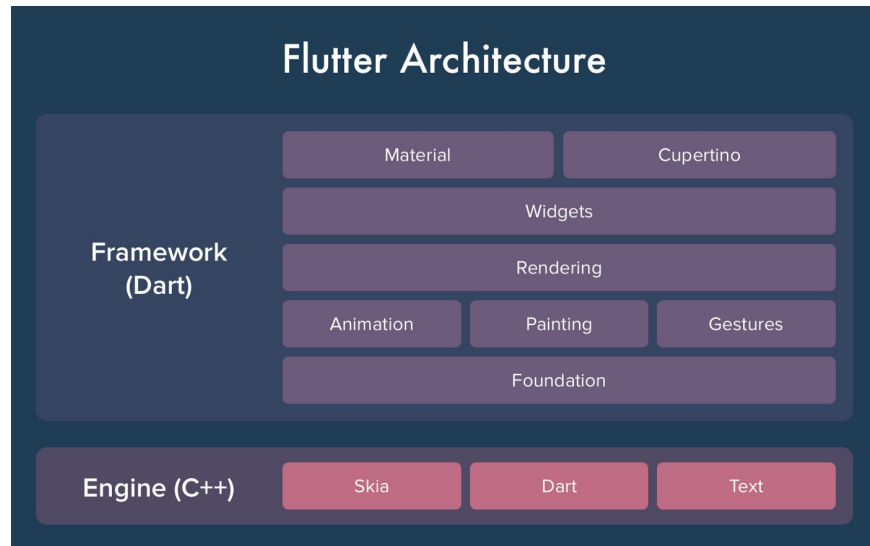 Flutter Architecture
Framework
(Dart)
Material Cupertino
Widgets
Rendering
Animation Painting Gestures
Foundation
Engine (C++)
Skia Dart Text